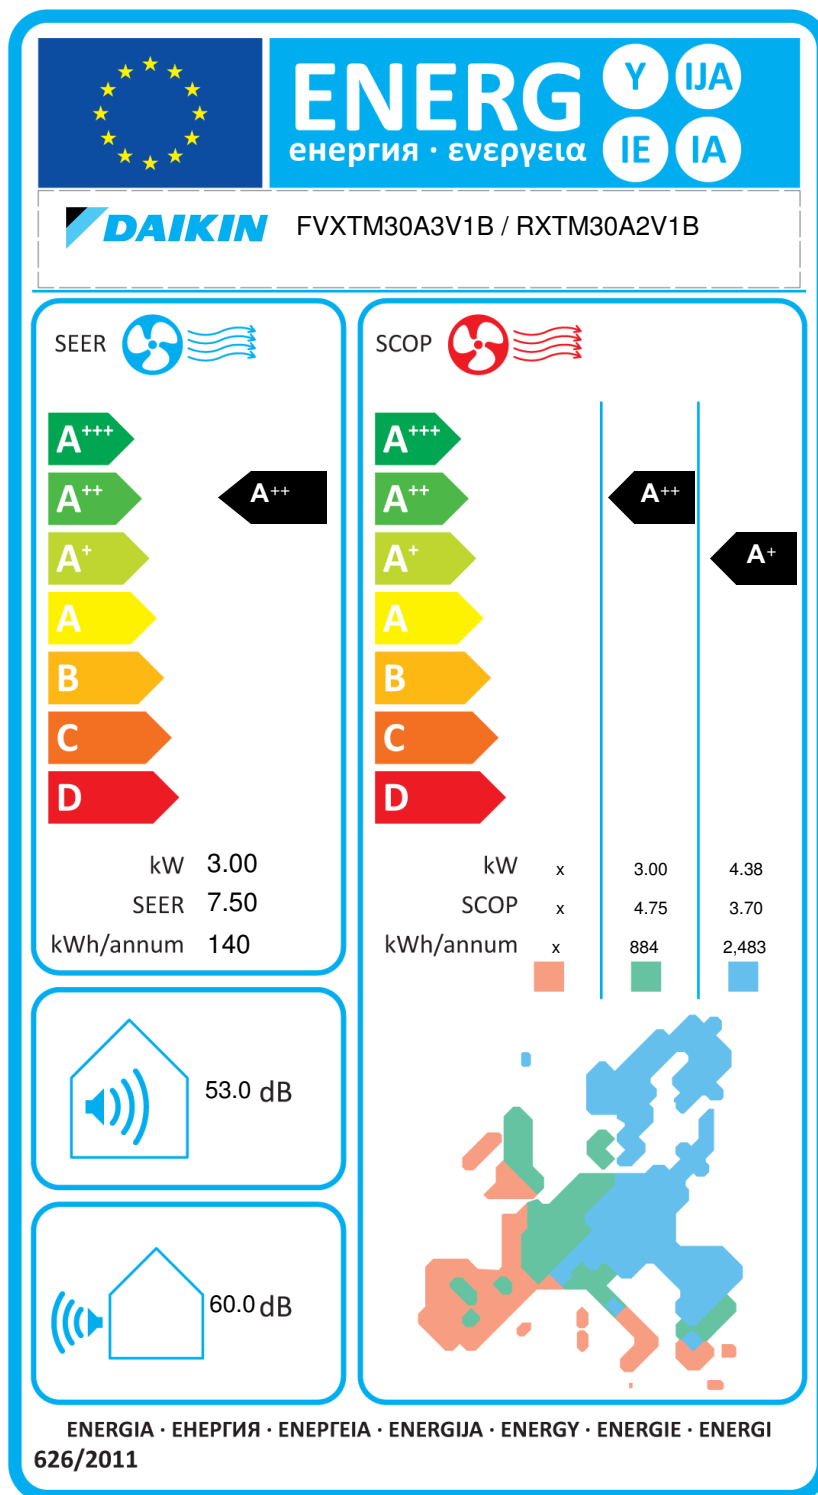 ENERG
енергия · ενεργεια
Y IJA
IE IA
DAIKIN
FVXTM30A3V1B / RXTM30A2V1B
SEER
A+++
A++
A+
A
B
C
D
A++
kW 3.00
SEER 7.50
kWh/annum 140
SCOP
A+++
A++
A+
A
B
C
D
A++
A+
kW x 3.00 4.38
SCOP x 4.75 3.70
kWh/annum x 884 2,483
53.0 dB
60.0 dB
ENERGIA · ЕНЕРГИЯ · ΕΝΕΡΓΕΙΑ · ENERGIJA · ENERGY · ENERGIE · ENERGI
626/2011